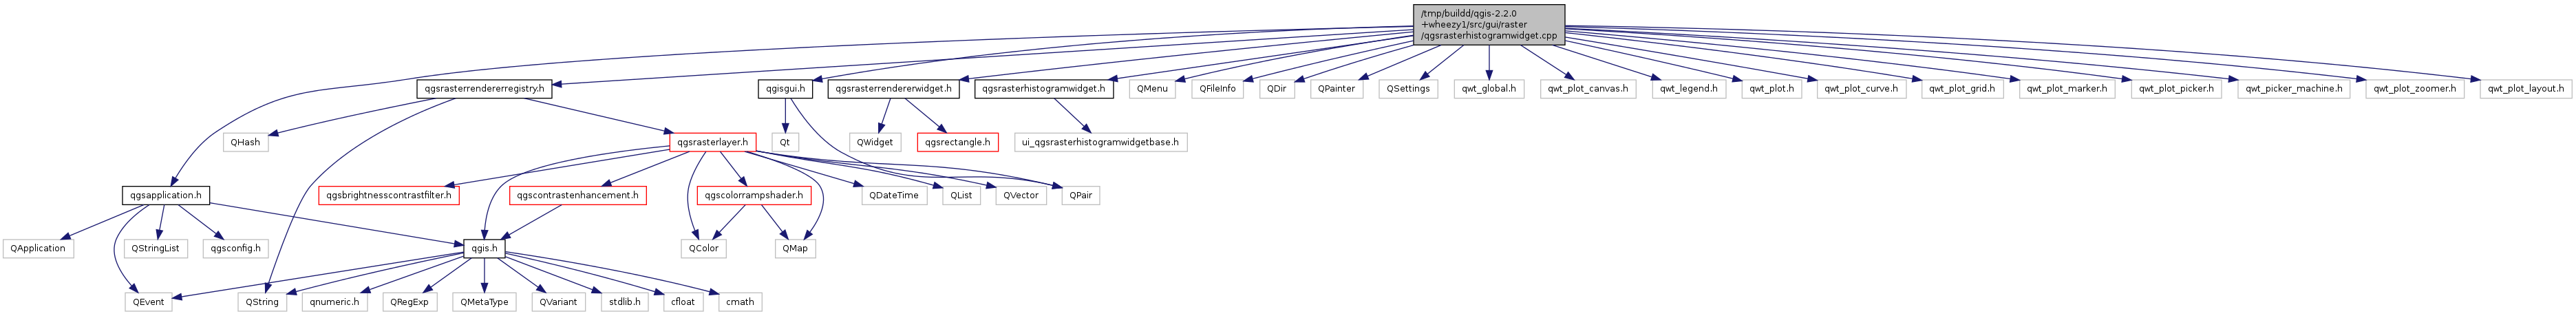 /tmp/buildd/qgis-2.2.0
+wheezy1/src/gui/raster
/qgsrasterhistogramwidget.cpp
qgsrasterrendererregistry.h
qgisgui.h
qgsrasterrendererwidget.h
qgsrasterhistogramwidget.h
QMenu
QFileInfo
QDir
QPainter
QSettings
qwt_global.h
qwt_plot_canvas.h
qwt_legend.h
qwt_plot.h
qwt_plot_curve.h
qwt_plot_grid.h
qwt_plot_marker.h
qwt_plot_picker.h
qwt_picker_machine.h
qwt_plot_zoomer.h
qwt_plot_layout.h
QHash
qgsrasterlayer.h
Qt
QWidget
qgsrectangle.h
ui_qgsrasterhistogramwidgetbase.h
qgsapplication.h
qgsbrightnesscontrastfilter.h
qgscontrastenhancement.h
qgscolorrampshader.h
QDateTime
QList
QVector
QPair
QApplication
QStringList
qgsconfig.h
qgis.h
QColor
QMap
QEvent
QString
qnumeric.h
QRegExp
QMetaType
QVariant
stdlib.h
cfloat
cmath